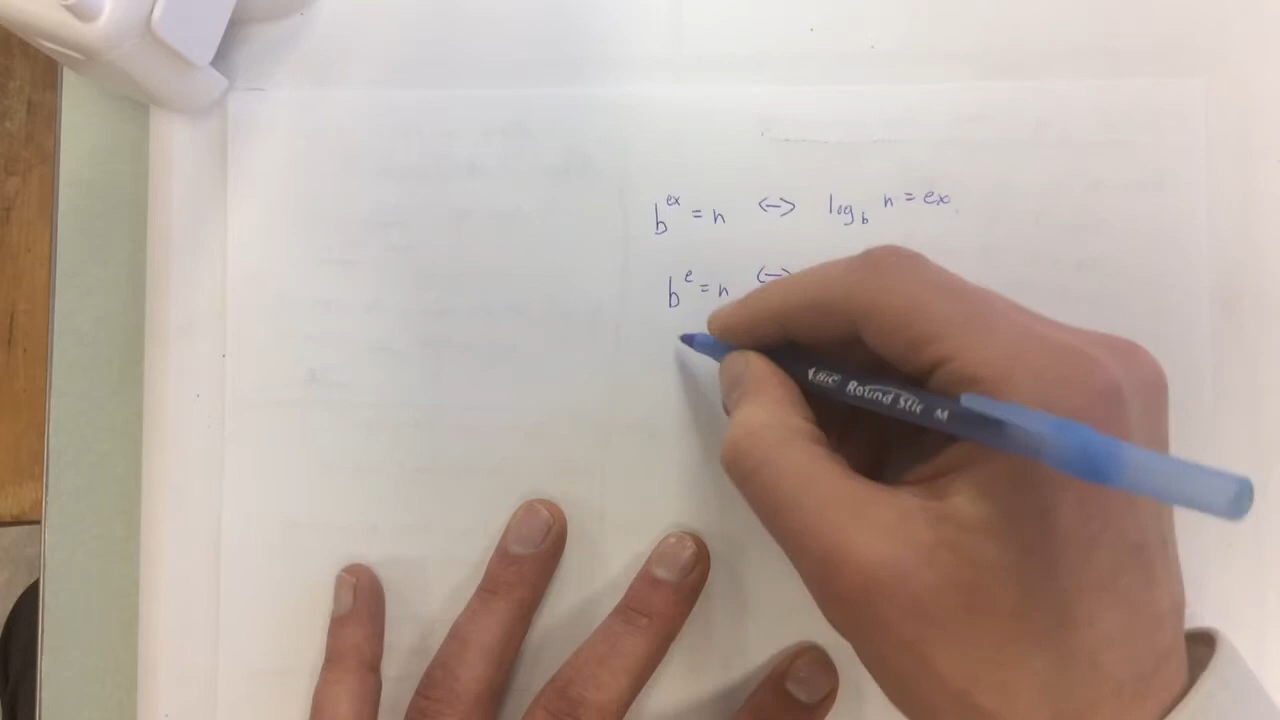 b^ex = n <-> log_b n = ex
b^e = n <->
BIC Round Stic M